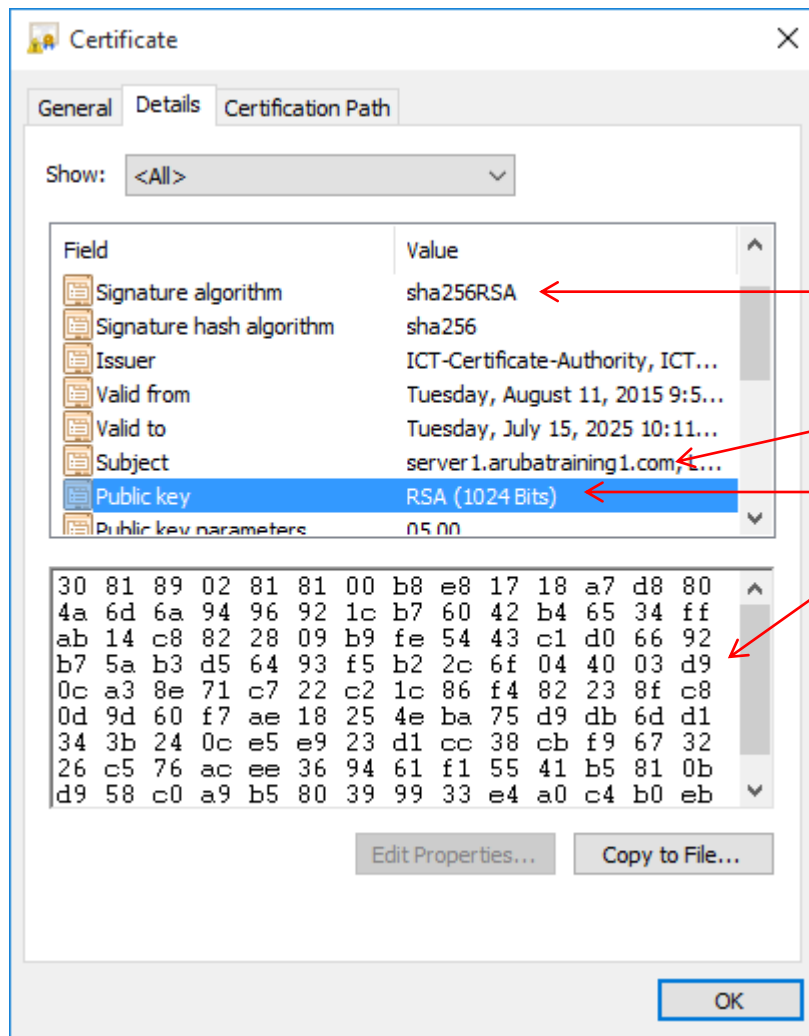 Certificate
General Details Certification Path
Show: <All>
Field Value
Signature algorithm sha256RSA
Signature hash algorithm sha256
Issuer ICT-Certificate-Authority, ICT...
Valid from Tuesday, August 11, 2015 9:5...
Valid to Tuesday, July 15, 2025 10:11...
Subject server1.arubatraining1.com, L...
Public key RSA (1024 Bits)
Public key parameters 05 00
30 81 89 02 81 81 00 b8 e8 17 18 a7 d8 80
4a 6d 6a 94 96 92 1c b7 60 42 b4 65 34 ff
ab 14 c8 82 28 09 b9 fe 54 43 c1 d0 66 92
b7 5a b3 d5 64 93 f5 b2 2c 6f 04 40 03 d9
0c a3 8e 71 c7 22 c2 1c 86 f4 82 23 8f c8
0d 9d 60 f7 ae 18 25 4e ba 75 d9 db 6d d1
34 3b 24 0c e5 e9 23 d1 cc 38 cb f9 67 32
26 c5 76 ac ee 36 94 61 f1 55 41 b5 81 0b
d9 58 c0 a9 b5 80 39 99 33 e4 a0 c4 b0 eb
Edit Properties... Copy to File...
OK